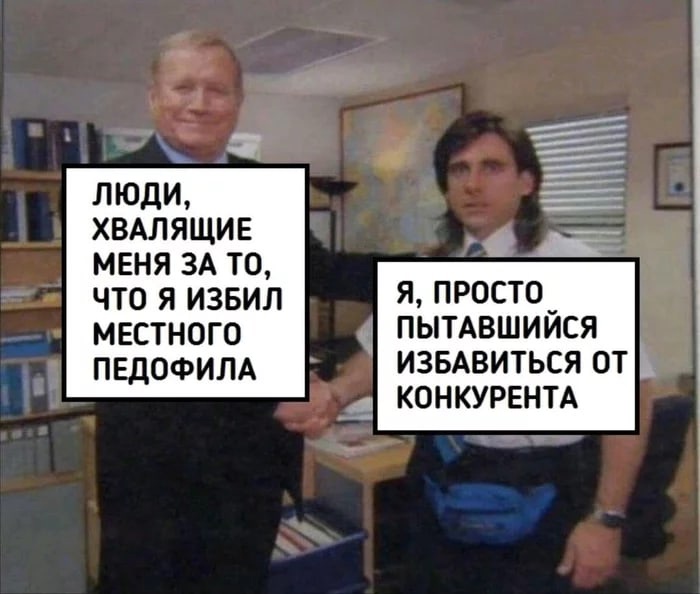 ЛЮДИ,
ХВАЛЯЩИЕ
МЕНЯ ЗА ТО,
ЧТО Я ИЗБИЛ
МЕСТНОГО
ПЕДОФИЛА
Я, ПРОСТО
ПЫТАВШИЙСЯ
ИЗБАВИТЬСЯ ОТ
КОНКУРЕНТА